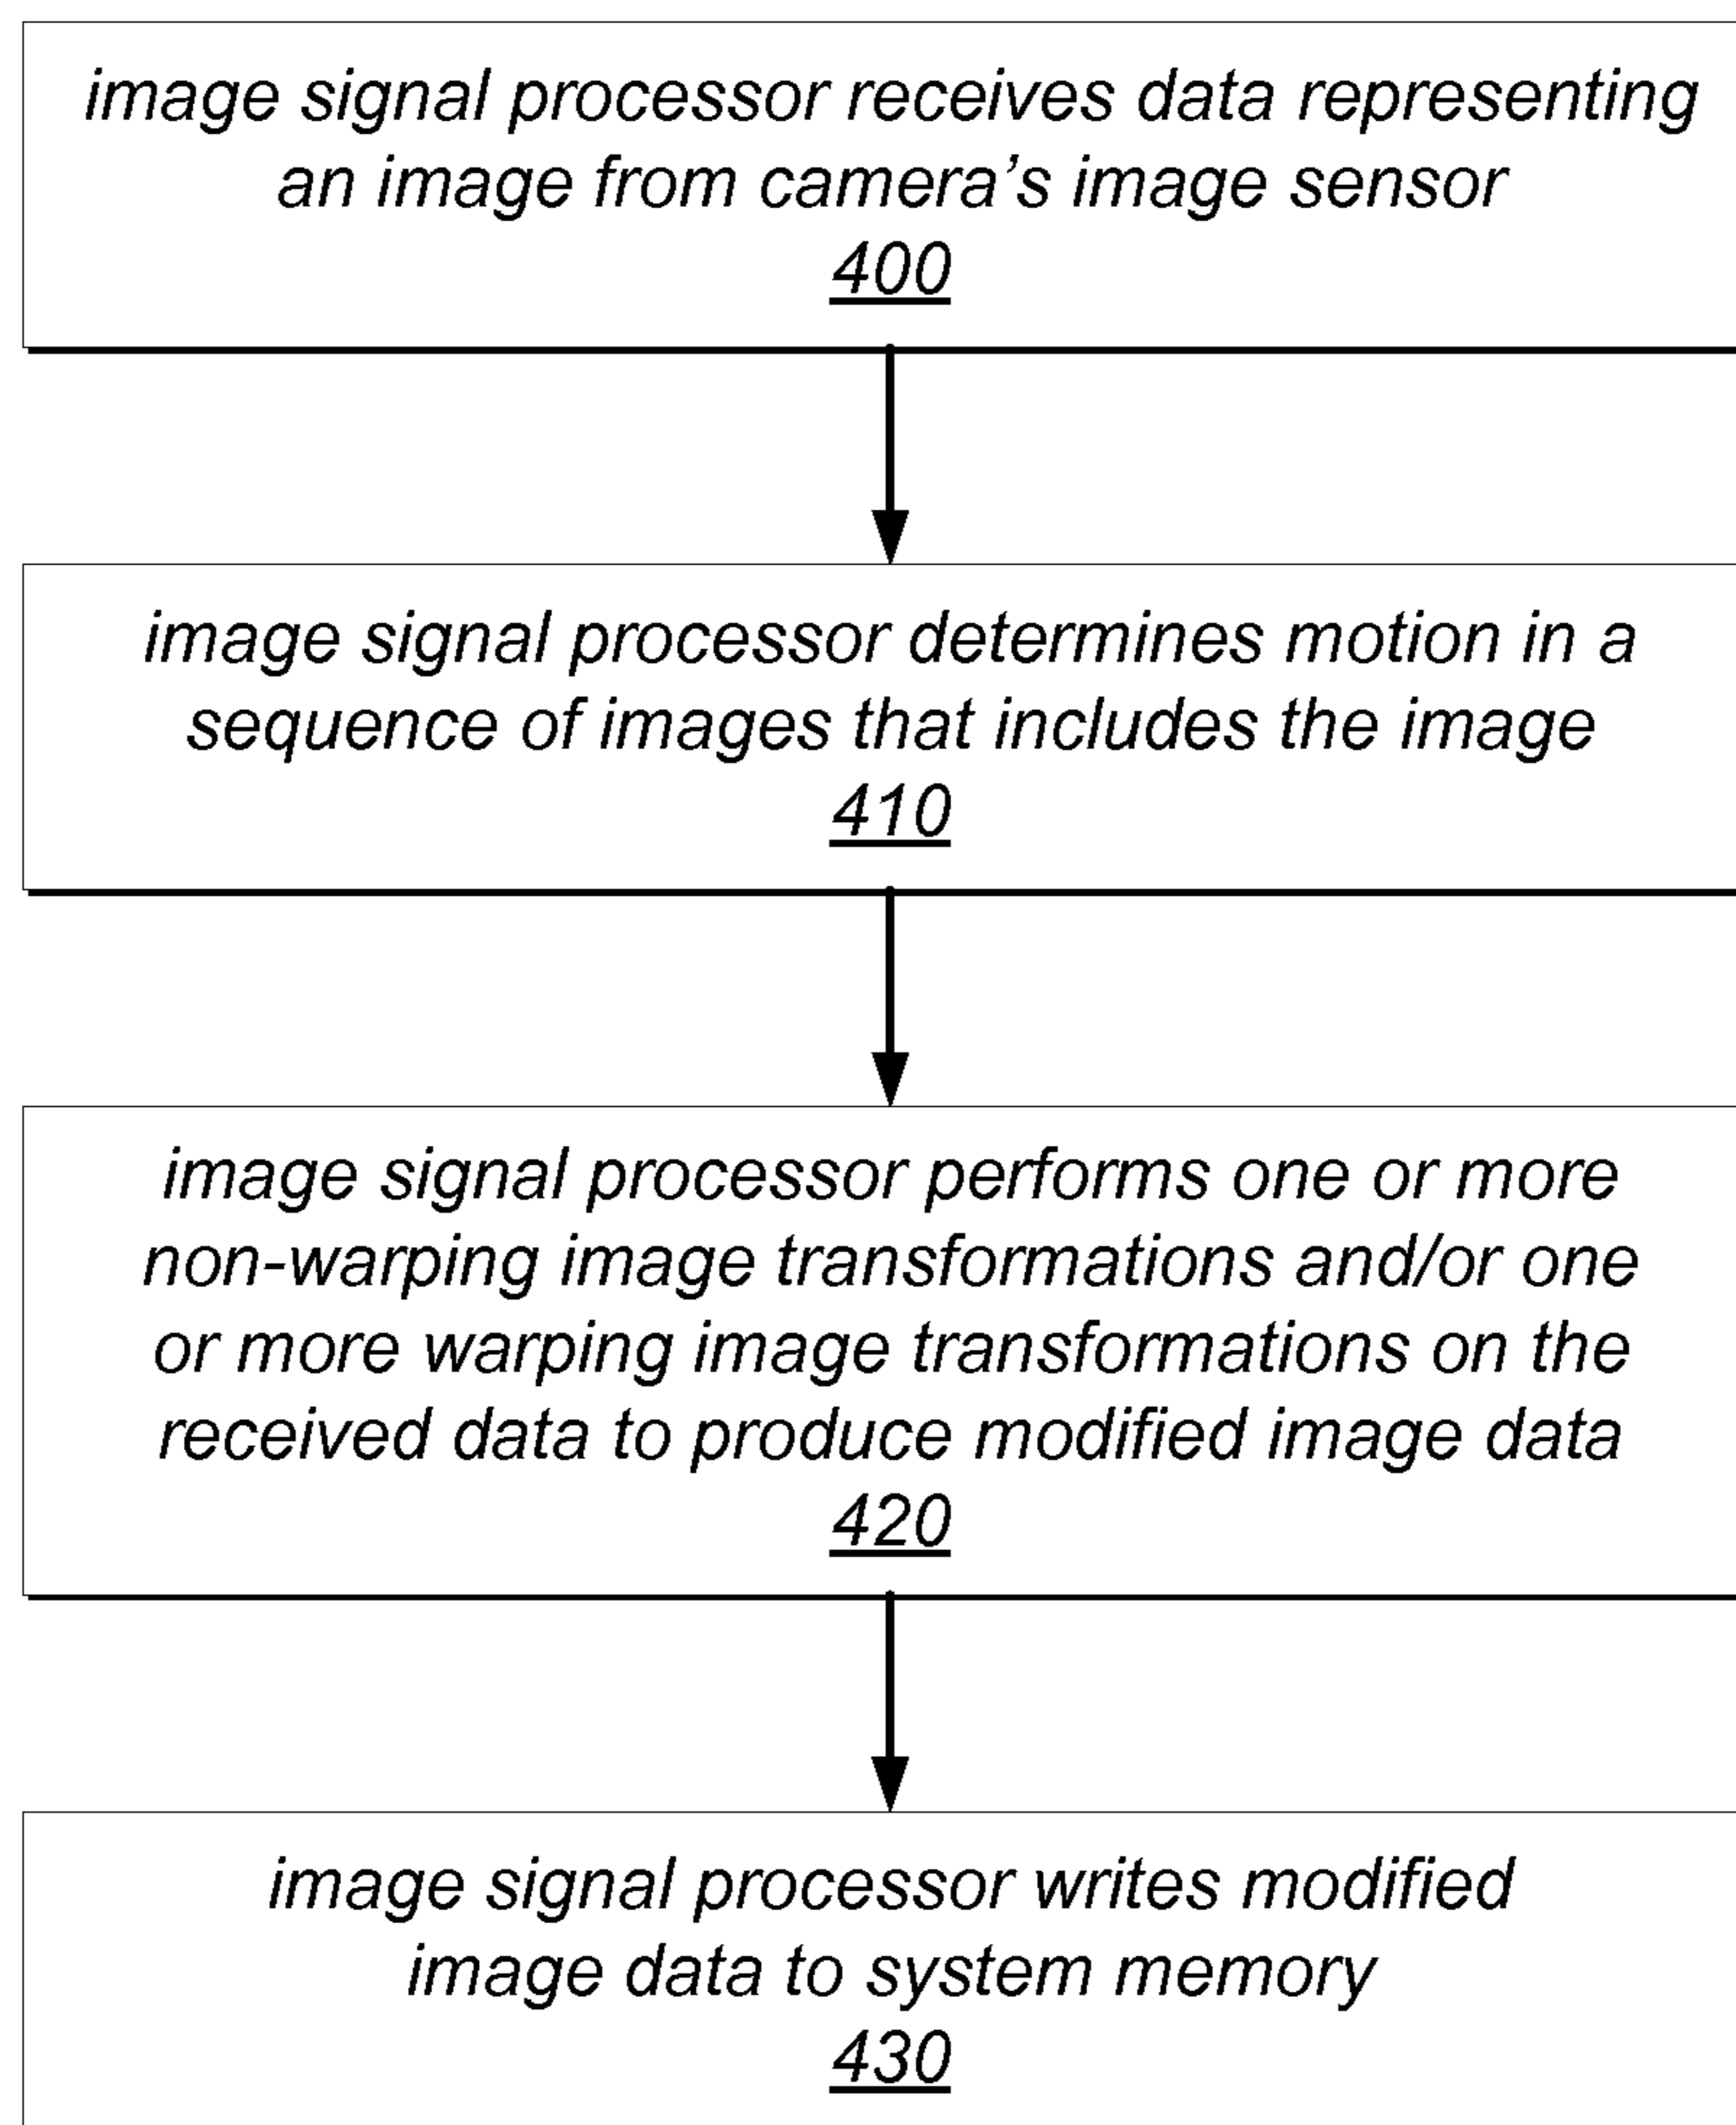 image signal processor receives data representing
an image from camera’s image sensor
400
image signal processor determines motion in a
sequence of images that includes the image
410
image signal processor performs one or more
non-warping image transformations and/or one
or more warping image transformations on the
received data to produce modified image data
420
image signal processor writes modified
image data to system memory
430